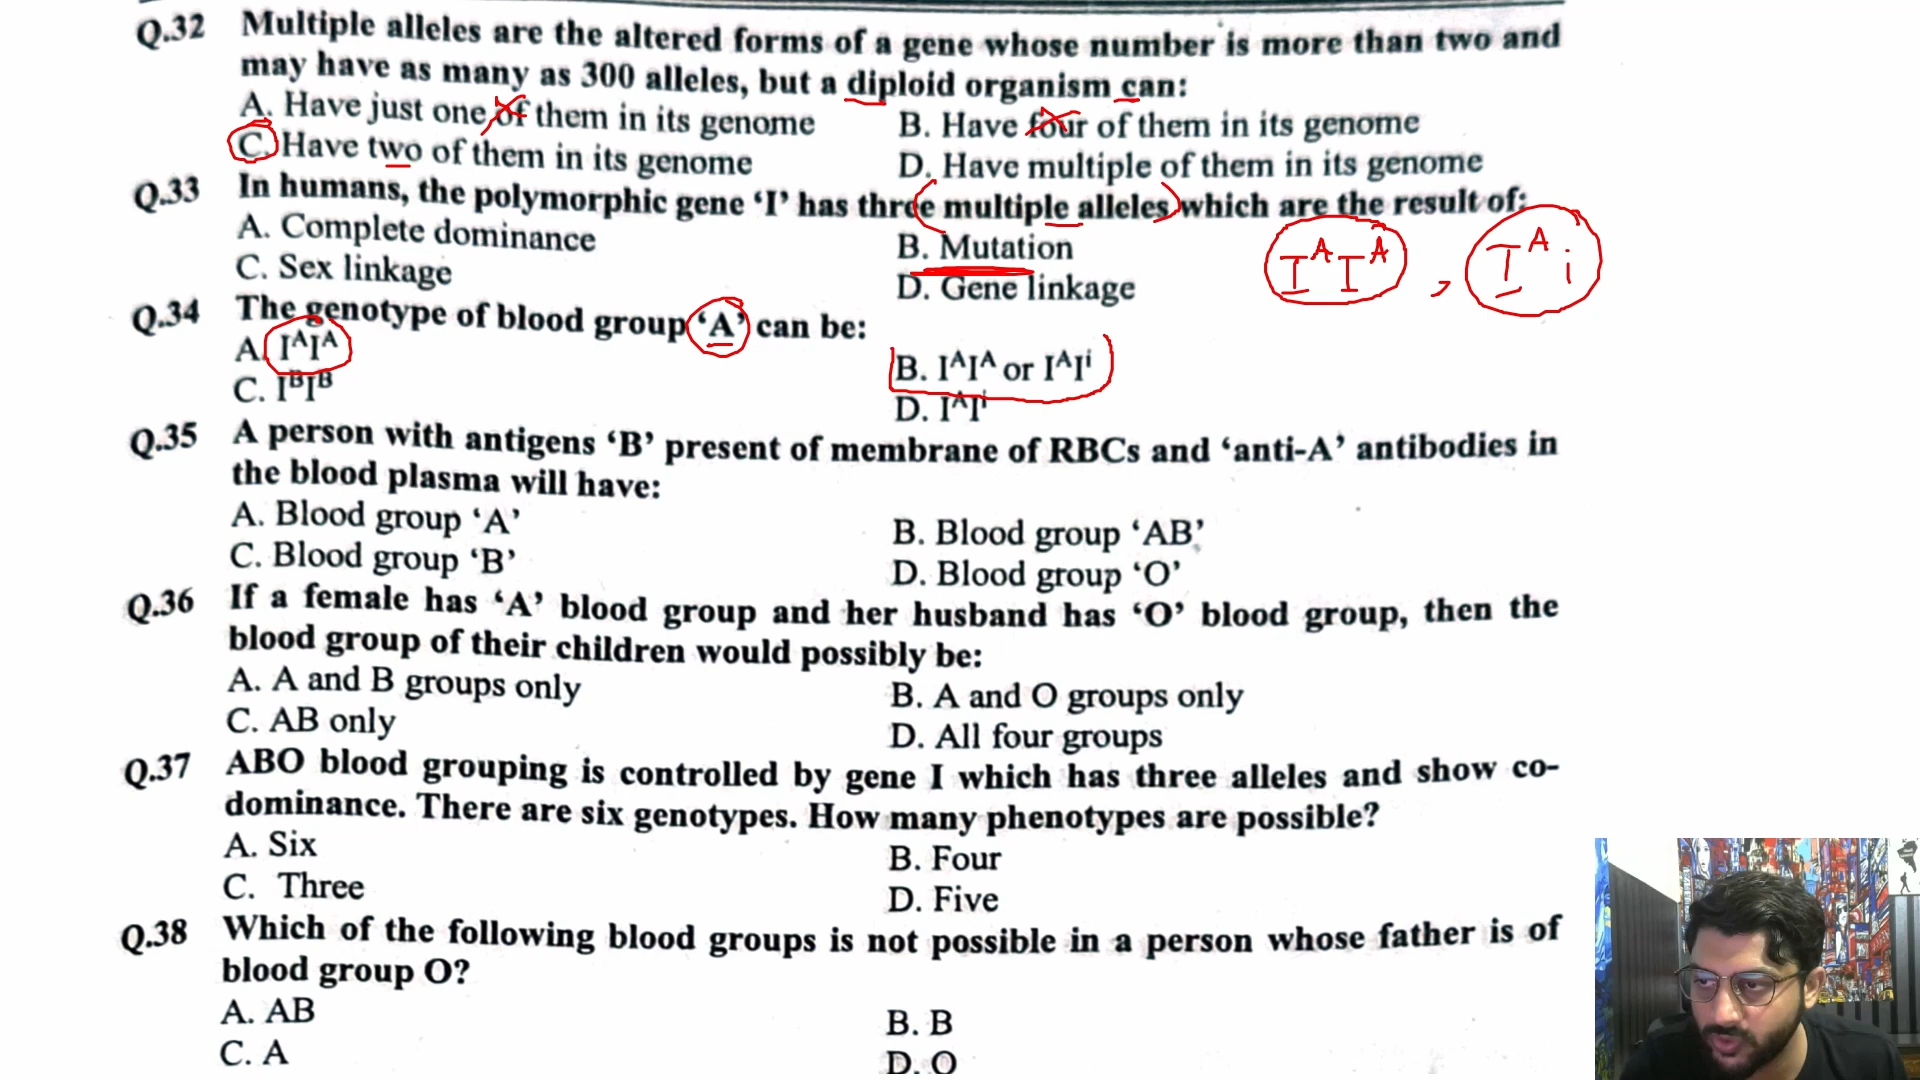 Q.32 Multiple alleles are the altered forms of a gene whose number is more than two and
may have as many as 300 alleles, but a diploid organism can:
A. Have just one of them in its genome
B. Have four of them in its genome
C. Have two of them in its genome
D. Have multiple of them in its genome
Q.33 In humans, the polymorphic gene ‘I’ has three multiple alleles which are the result of:
A. Complete dominance
B. Mutation
C. Sex linkage
D. Gene linkage
IᴬIᴬ , Iᴬi
Q.34 The genotype of blood group ‘A’ can be:
A. IᴬIᴬ
B. IᴬIᴬ or IᴬIⁱ
C. IᴮIᴮ
D. IᴬIⁱ
Q.35 A person with antigens ‘B’ present of membrane of RBCs and ‘anti-A’ antibodies in
the blood plasma will have:
A. Blood group ‘A’
B. Blood group ‘AB’
C. Blood group ‘B’
D. Blood group ‘O’
Q.36 If a female has ‘A’ blood group and her husband has ‘O’ blood group, then the
blood group of their children would possibly be:
A. A and B groups only
B. A and O groups only
C. AB only
D. All four groups
Q.37 ABO blood grouping is controlled by gene I which has three alleles and show co-
dominance. There are six genotypes. How many phenotypes are possible?
A. Six
B. Four
C. Three
D. Five
Q.38 Which of the following blood groups is not possible in a person whose father is of
blood group O?
A. AB
B. B
C. A
D. O